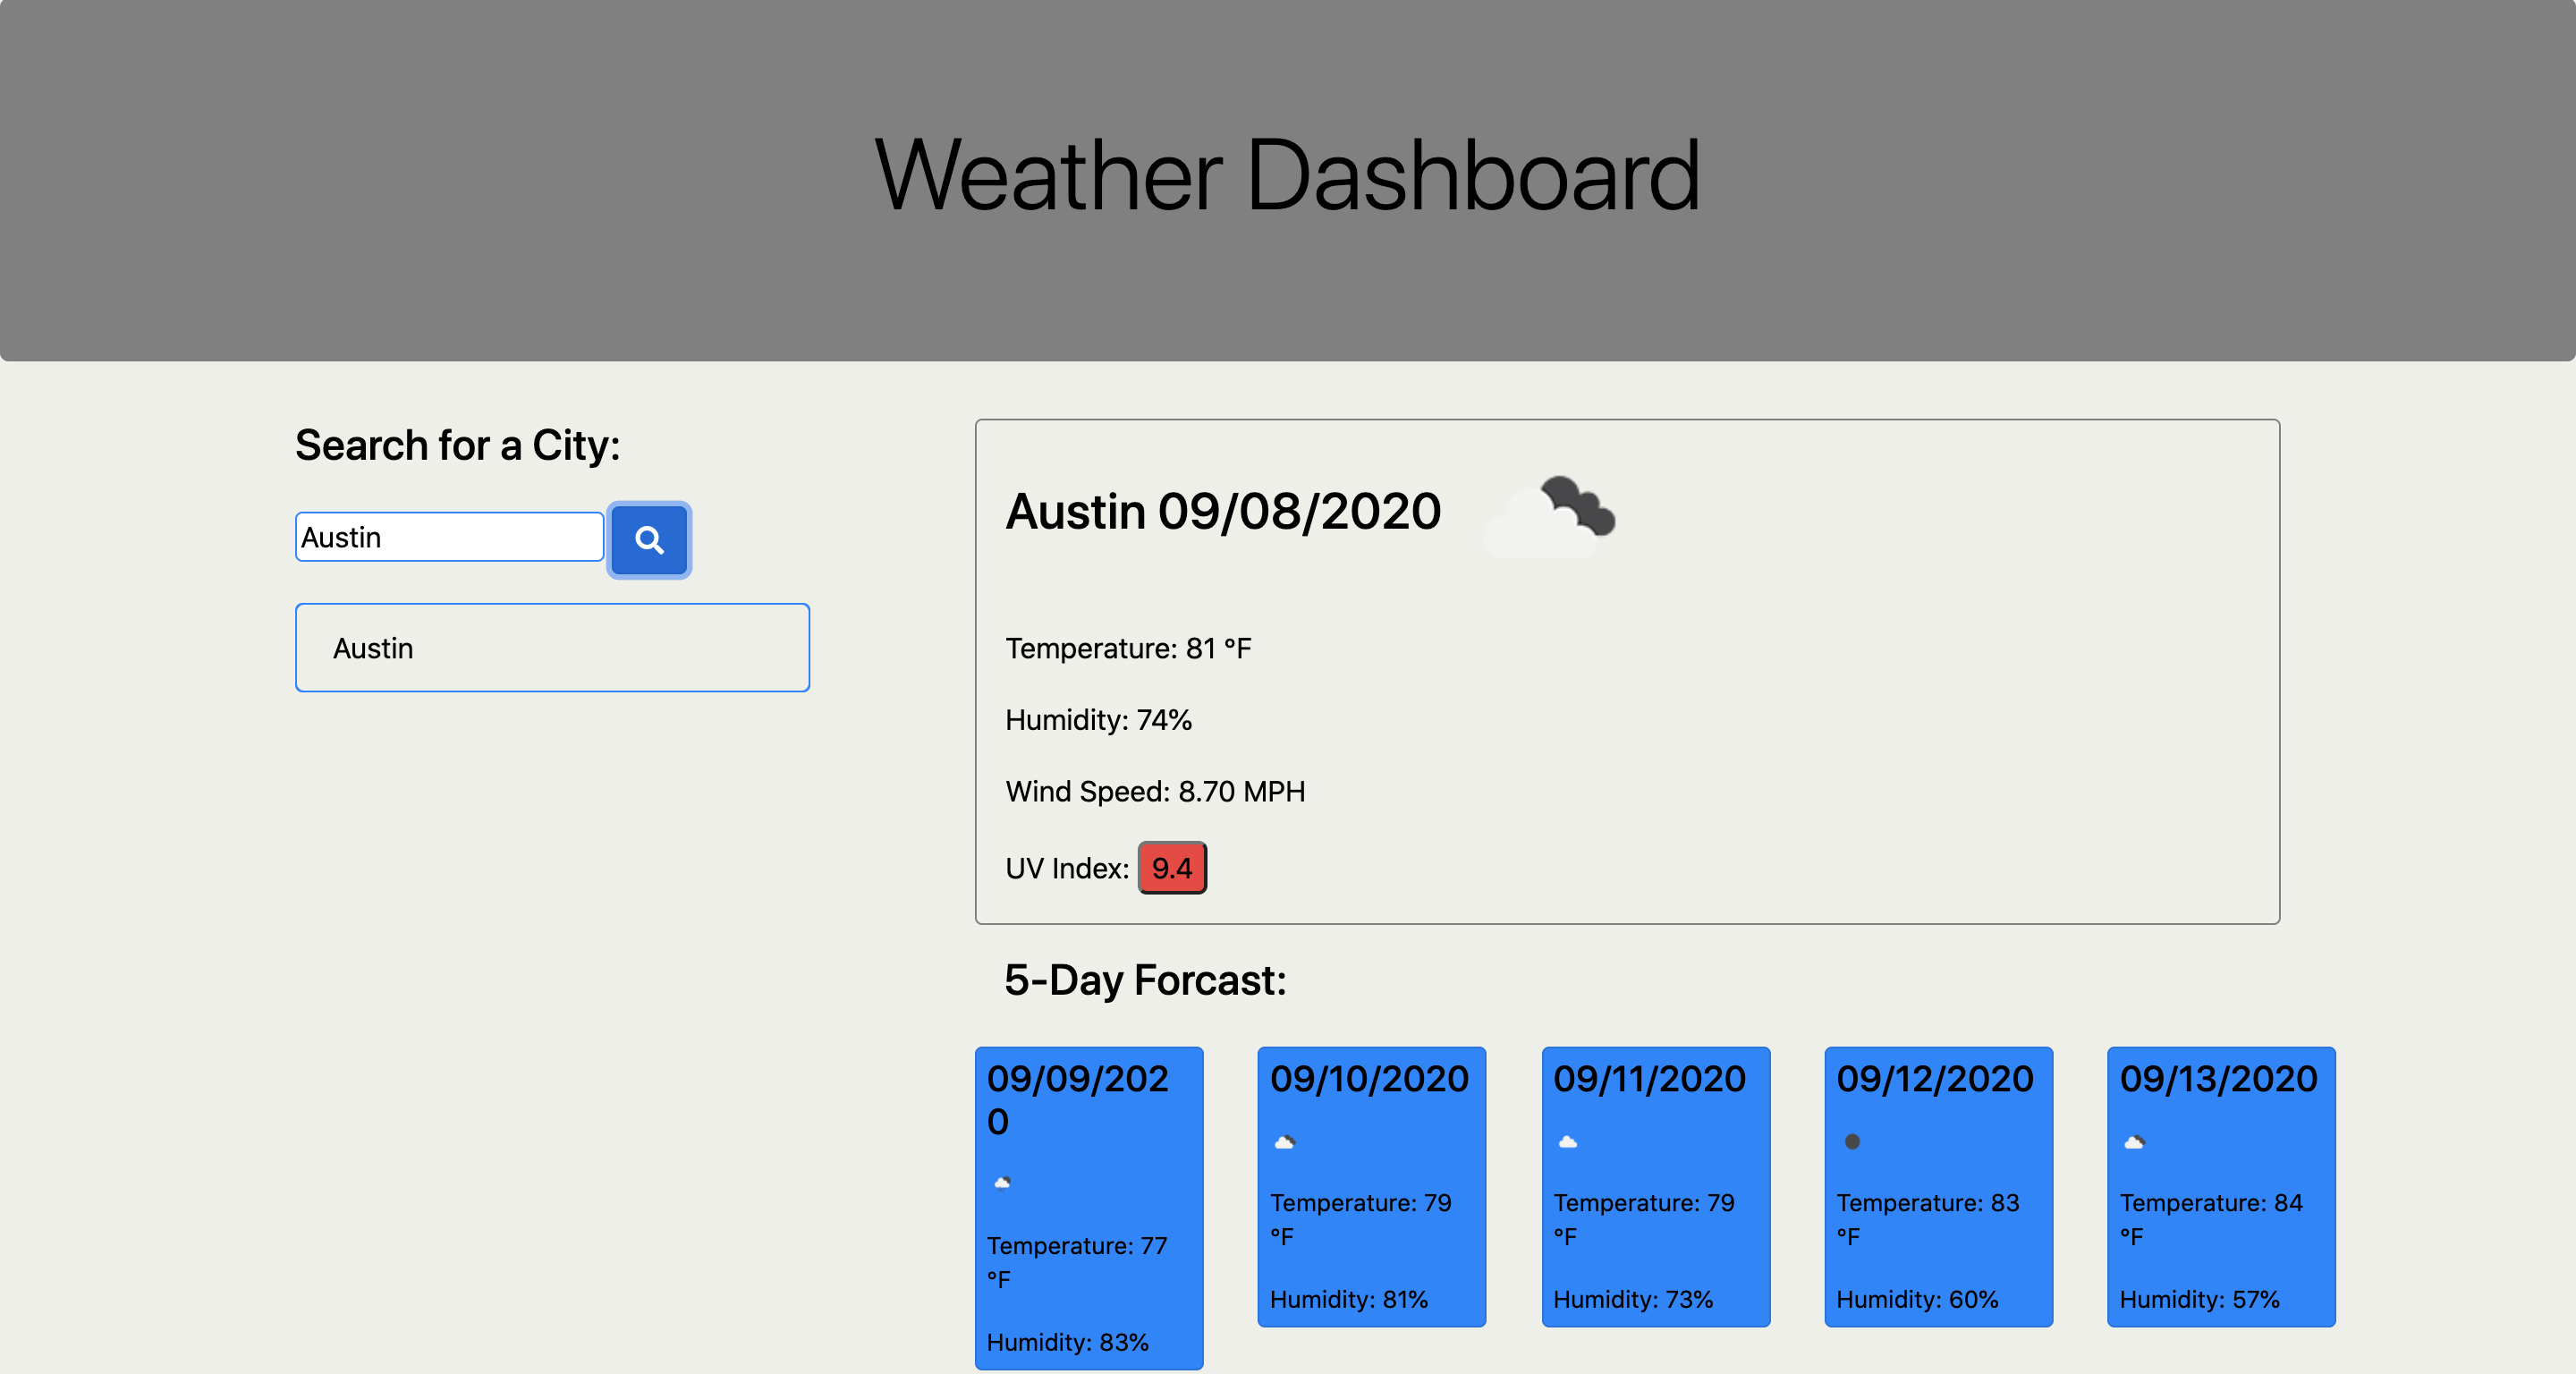 Weather Dashboard
Search for a City:
Austin
Austin
Austin 09/08/2020
Temperature: 81 °F
Humidity: 74%
Wind Speed: 8.70 MPH
UV Index: 9.4
5-Day Forcast:
09/09/202
0
Temperature: 77
°F
Humidity: 83%
09/10/2020
Temperature: 79
°F
Humidity: 81%
09/11/2020
Temperature: 79
°F
Humidity: 73%
09/12/2020
Temperature: 83
°F
Humidity: 60%
09/13/2020
Temperature: 84
°F
Humidity: 57%